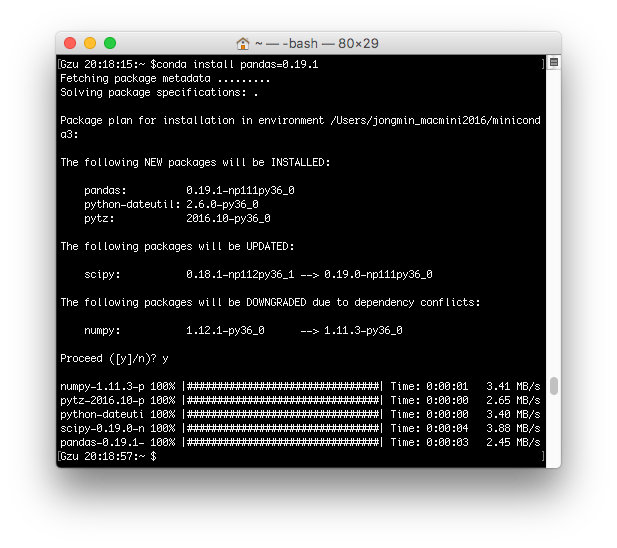 ~ — -bash — 80×29
[Gzu 20:18:15:~ $conda install pandas=0.19.1 ]
Fetching package metadata .........
Solving package specifications: .
Package plan for installation in environment /Users/jongmin_macmini2016/minicond
a3:
The following NEW packages will be INSTALLED:
pandas: 0.19.1-np111py36_0
python-dateutil: 2.6.0-py36_0
pytz: 2016.10-py36_0
The following packages will be UPDATED:
scipy: 0.18.1-np112py36_1 --> 0.19.0-np111py36_0
The following packages will be DOWNGRADED due to dependency conflicts:
numpy: 1.12.1-py36_0 --> 1.11.3-py36_0
Proceed ([y]/n)? y
numpy-1.11.3-p 100% |################################| Time: 0:00:01 3.41 MB/s
pytz-2016.10-p 100% |################################| Time: 0:00:00 2.65 MB/s
python-dateuti 100% |################################| Time: 0:00:00 3.40 MB/s
scipy-0.19.0-n 100% |################################| Time: 0:00:04 3.88 MB/s
pandas-0.19.1- 100% |################################| Time: 0:00:03 2.45 MB/s
[Gzu 20:18:57:~ $ ]